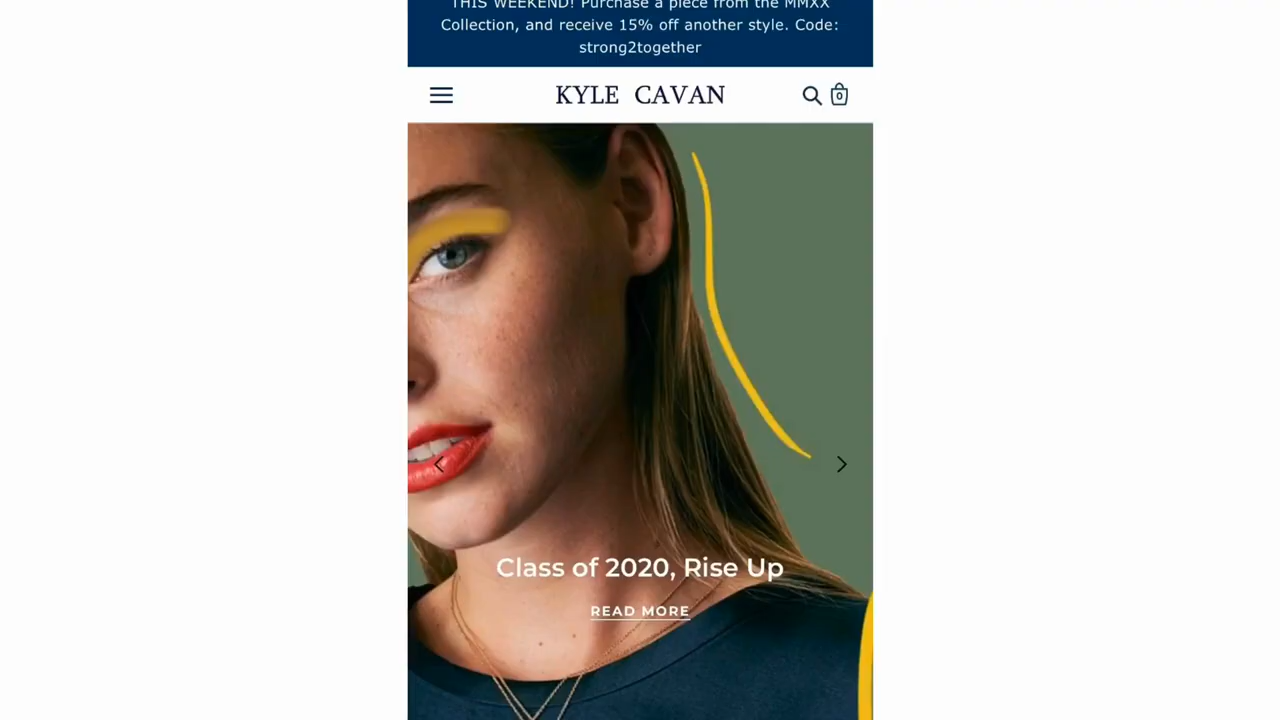 THIS WEEKEND! Purchase a piece from the MMXX
Collection, and receive 15% off another style. Code:
strong2together
KYLE CAVAN
0
Class of 2020, Rise Up
READ MORE